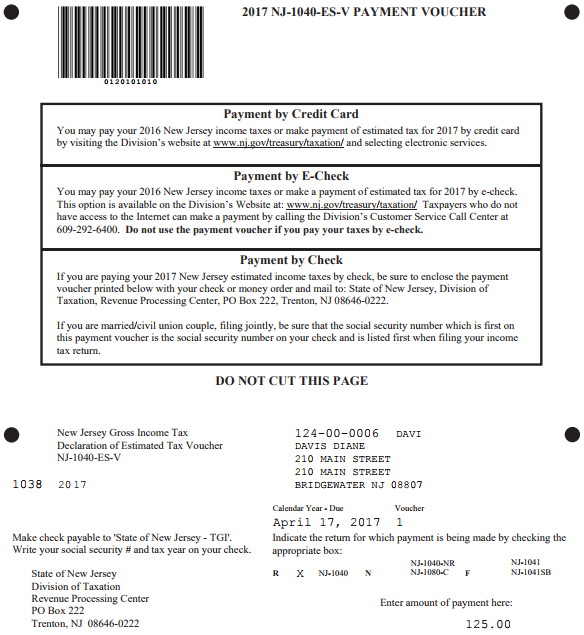 2017 NJ-1040-ES-V PAYMENT VOUCHER
0120101010
Payment by Credit Card
You may pay your 2016 New Jersey income taxes or make payment of estimated tax for 2017 by credit card
by visiting the Division's website at www.nj.gov/treasury/taxation/ and selecting electronic services.
Payment by E-Check
You may pay your 2016 New Jersey income taxes or make a payment of estimated tax for 2017 by e-check.
This option is available on the Division's Website at: www.nj.gov/treasury/taxation/ Taxpayers who do not
have access to the Internet can make a payment by calling the Division's Customer Service Call Center at
609-292-6400. Do not use the payment voucher if you pay your taxes by e-check.
Payment by Check
If you are paying your 2017 New Jersey estimated income taxes by check, be sure to enclose the payment
voucher printed below with your check or money order and mail to: State of New Jersey, Division of
Taxation, Revenue Processing Center, PO Box 222, Trenton, NJ 08646-0222.
If you are married/civil union couple, filing jointly, be sure that the social security number which is first on
this payment voucher is the social security number on your check and is listed first when filing your income
tax return.
DO NOT CUT THIS PAGE
New Jersey Gross Income Tax
Declaration of Estimated Tax Voucher
NJ-1040-ES-V
1038 2017
124-00-0006 DAVI
DAVIS DIANE
210 MAIN STREET
210 MAIN STREET
BRIDGEWATER NJ 08807
Calendar Year - Due Voucher
April 17, 2017 1
Make check payable to 'State of New Jersey - TGI'.
Write your social security # and tax year on your check.
Indicate the return for which payment is being made by checking the
appropriate box:
R X NJ-1040 N NJ-1040-NR NJ-1080-C F NJ-1041 NJ-1041SB
State of New Jersey
Division of Taxation
Revenue Processing Center
PO Box 222
Trenton, NJ 08646-0222
Enter amount of payment here:
125.00